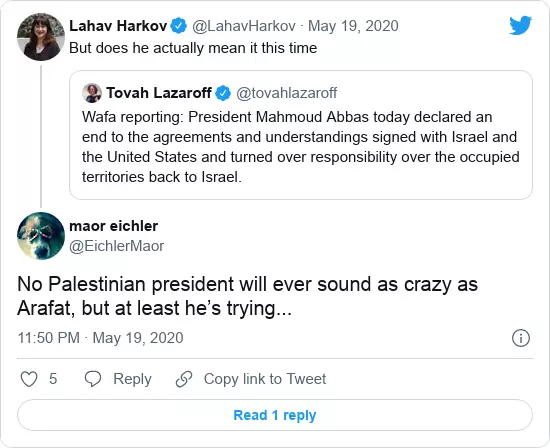 Lahav Harkov @LahavHarkov · May 19, 2020
But does he actually mean it this time
Tovah Lazaroff @tovahlazaroff
Wafa reporting: President Mahmoud Abbas today declared an
end to the agreements and understandings signed with Israel and
the United States and turned over responsibility over the occupied
territories back to Israel.
maor eichler
@EichlerMaor
No Palestinian president will ever sound as crazy as
Arafat, but at least he’s trying...
11:50 PM · May 19, 2020
5 Reply Copy link to Tweet
Read 1 reply